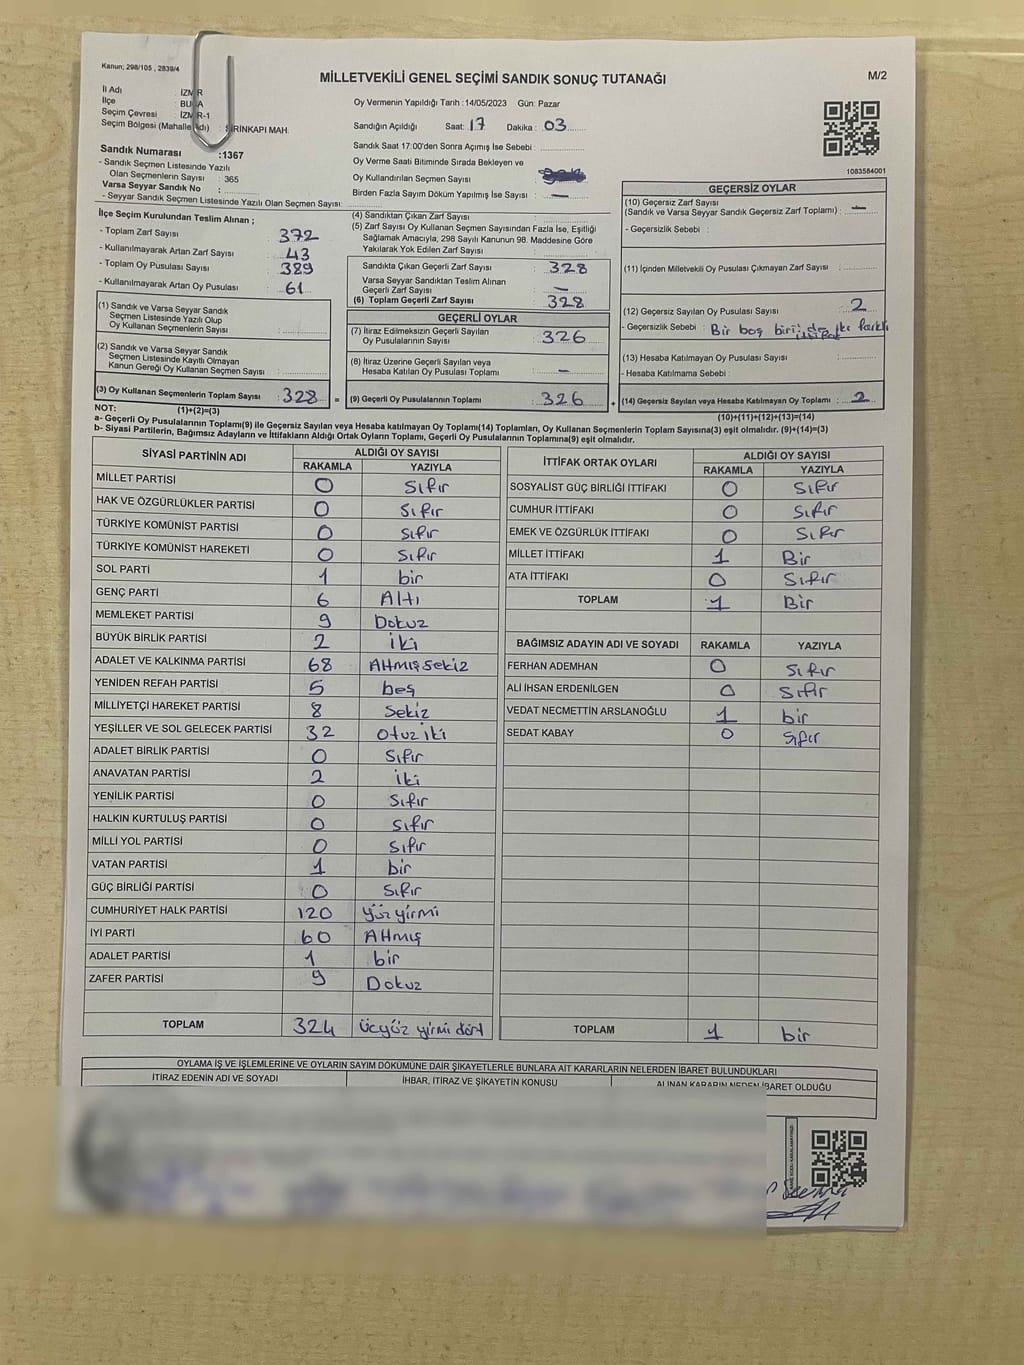 Kanun; 298/105 , 2839/4
MİLLETVEKİLİ GENEL SEÇİMİ SANDIK SONUÇ TUTANAĞI
M/2
İl Adı : İZMİR
İlçe : BUCA
Seçim Çevresi : İZMİR-1
Seçim Bölgesi (Mahalle Adı) : ŞİRİNKAPI MAH.
Oy Vermenin Yapıldığı Tarih :14/05/2023 Gün: Pazar
Sandığın Açıldığı Saat: 17 Dakika : 03
Sandık Saat 17:00'den Sonra Açımış İse Sebebi :
Oy Verme Saati Bitiminde Sırada Bekleyen ve
Oy Kullandırılan Seçmen Sayısı :
Birden Fazla Sayım Döküm Yapılmış İse Sayısı : —
Sandık Numarası :1367
- Sandık Seçmen Listesinde Yazılı
Olan Seçmenlerin Sayısı : 365
Varsa Seyyar Sandık No :
- Seyyar Sandık Seçmen Listesinde Yazılı Olan Seçmen Sayısı:
1083584001
İlçe Seçim Kurulundan Teslim Alınan ;
- Toplam Zarf Sayısı : 372
- Kullanılmayarak Artan Zarf Sayısı : 43
- Toplam Oy Pusulası Sayısı : 389
- Kullanılmayarak Artan Oy Pusulası : 61
(1) Sandık ve Varsa Seyyar Sandık
Seçmen Listesinde Yazılı Olup
Oy Kullanan Seçmenlerin Sayısı :
(2) Sandık ve Varsa Seyyar Sandık
Seçmen Listesinde Kayıtlı Olmayan
Kanun Gereği Oy Kullanan Seçmen Sayısı :
(3) Oy Kullanan Seçmenlerin Toplam Sayısı : 328 =
(1)+(2)=(3)
(4) Sandıktan Çıkan Zarf Sayısı :
(5) Zarf Sayısı Oy Kullanan Seçmen Sayısından Fazla İse, Eşitliği
Sağlamak Amacıyla, 298 Sayılı Kanunun 98. Maddesine Göre
Yakılarak Yok Edilen Zarf Sayısı :
Sandıkta Çıkan Geçerli Zarf Sayısı : 328
Varsa Seyyar Sandıktan Teslim Alınan
Geçerli Zarf Sayısı : —
(6) Toplam Geçerli Zarf Sayısı : 328
GEÇERLİ OYLAR
(7) İtiraz Edilmeksizin Geçerli Sayılan
Oy Pusulalarının Sayısı : 326
(8) İtiraz Üzerine Geçerli Sayılan veya
Hesaba Katılan Oy Pusulası Toplamı : —
(9) Geçerli Oy Pusulalarının Toplamı : 326 +
GEÇERSİZ OYLAR
(10) Geçersiz Zarf Sayısı
(Sandık ve Varsa Seyyar Sandık Geçersiz Zarf Toplamı) : —
- Geçersizlik Sebebi :
(11) İçinden Milletvekili Oy Pusulası Çıkmayan Zarf Sayısı :
(12) Geçersiz Sayılan Oy Pusulası Sayısı : 2
- Geçersizlik Sebebi : Bir boş biri de iki farklı ittifak
(13) Hesaba Katılmayan Oy Pusulası Sayısı :
- Hesaba Katılmama Sebebi :
(14) Geçersiz Sayılan veya Hesaba Katılmayan Oy Toplamı : 2
(10)+(11)+(12)+(13)=(14)
NOT:
a- Geçerli Oy Pusulalarının Toplamı(9) ile Geçersiz Sayılan veya Hesaba katılmayan Oy Toplamı(14) Toplamları, Oy Kullanan Seçmenlerin Toplam Sayısına(3) eşit olmalıdır. (9)+(14)=(3)
b- Siyasi Partilerin, Bağımsız Adayların ve İttifakların Aldığı Ortak Oyların Toplamı, Geçerli Oy Pusulalarının Toplamına(9) eşit olmalıdır.
SİYASİ PARTİNİN ADI ALDIĞI OY SAYISI
RAKAMLA YAZIYLA
MİLLET PARTİSİ 0 Sıfır
HAK VE ÖZGÜRLÜKLER PARTİSİ 0 Sıfır
TÜRKİYE KOMÜNİST PARTİSİ 0 Sıfır
TÜRKİYE KOMÜNİST HAREKETİ 0 Sıfır
SOL PARTİ 1 bir
GENÇ PARTİ 6 Altı
MEMLEKET PARTİSİ 9 Dokuz
BÜYÜK BİRLİK PARTİSİ 2 iki
ADALET VE KALKINMA PARTİSİ 68 Altmış sekiz
YENİDEN REFAH PARTİSİ 5 beş
MİLLİYETÇİ HAREKET PARTİSİ 8 Sekiz
YEŞİLLER VE SOL GELECEK PARTİSİ 32 Otuz iki
ADALET BİRLİK PARTİSİ 0 Sıfır
ANAVATAN PARTİSİ 2 iki
YENİLİK PARTİSİ 0 Sıfır
HALKIN KURTULUŞ PARTİSİ 0 Sıfır
MİLLİ YOL PARTİSİ 0 Sıfır
VATAN PARTİSİ 1 bir
GÜÇ BİRLİĞİ PARTİSİ 0 Sıfır
CUMHURİYET HALK PARTİSİ 120 Yüz yirmi
İYİ PARTİ 60 Altmış
ADALET PARTİSİ 1 bir
ZAFER PARTİSİ 9 Dokuz
TOPLAM 324 Üçyüz yirmi dört
İTTİFAK ORTAK OYLARI ALDIĞI OY SAYISI
RAKAMLA YAZIYLA
SOSYALİST GÜÇ BİRLİĞİ İTTİFAKI 0 Sıfır
CUMHUR İTTİFAKI 0 Sıfır
EMEK VE ÖZGÜRLÜK İTTİFAKI 0 Sıfır
MİLLET İTTİFAKI 1 Bir
ATA İTTİFAKI 0 Sıfır
TOPLAM 1 Bir
BAĞIMSIZ ADAYIN ADI VE SOYADI RAKAMLA YAZIYLA
FERHAN ADEMHAN 0 Sıfır
ALİ İHSAN ERDENİLGEN 0 Sıfır
VEDAT NECMETTİN ARSLANOĞLU 1 bir
SEDAT KABAY 0 Sıfır
TOPLAM 1 bir
OYLAMA İŞ VE İŞLEMLERİNE VE OYLARIN SAYIM DÖKÜMÜNE DAİR ŞİKAYETLERLE BUNLARA AİT KARARLARIN NELERDEN İBARET BULUNDUKLARI
İTİRAZ EDENİN ADI VE SOYADI İHBAR, İTİRAZ VE ŞİKAYETİN KONUSU ALINAN KARARIN NEDEN İBARET OLDUĞU